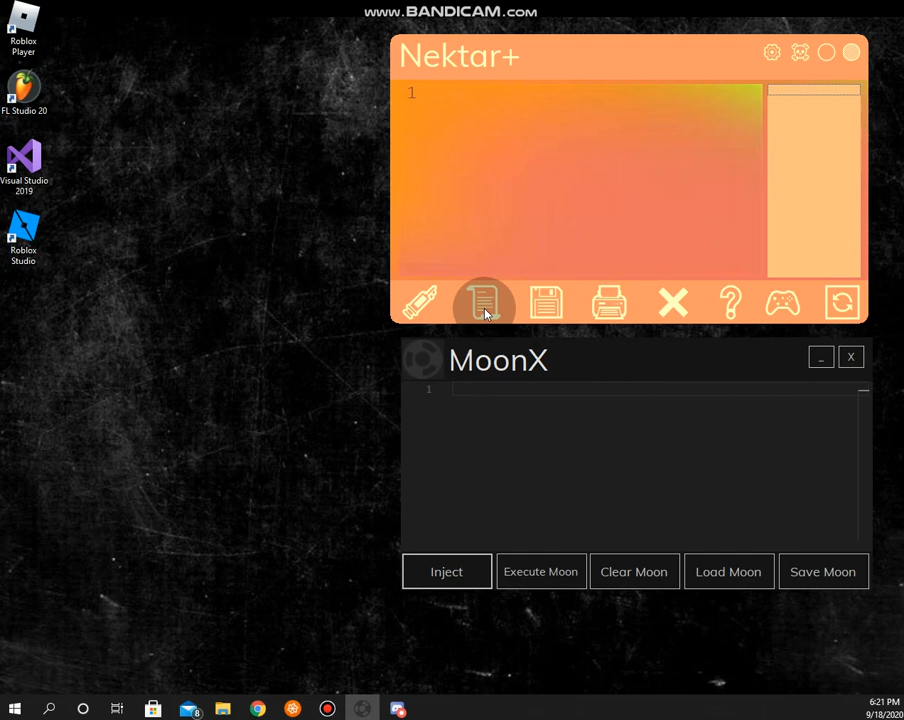 WWW.BANDICAM.COM
Roblox
Player
FL Studio 20
Visual Studio
2019
Roblox
Studio
Nektar+
1
MoonX
_
X
1
Inject
Execute Moon
Clear Moon
Load Moon
Save Moon
8
6:21 PM
9/18/2020